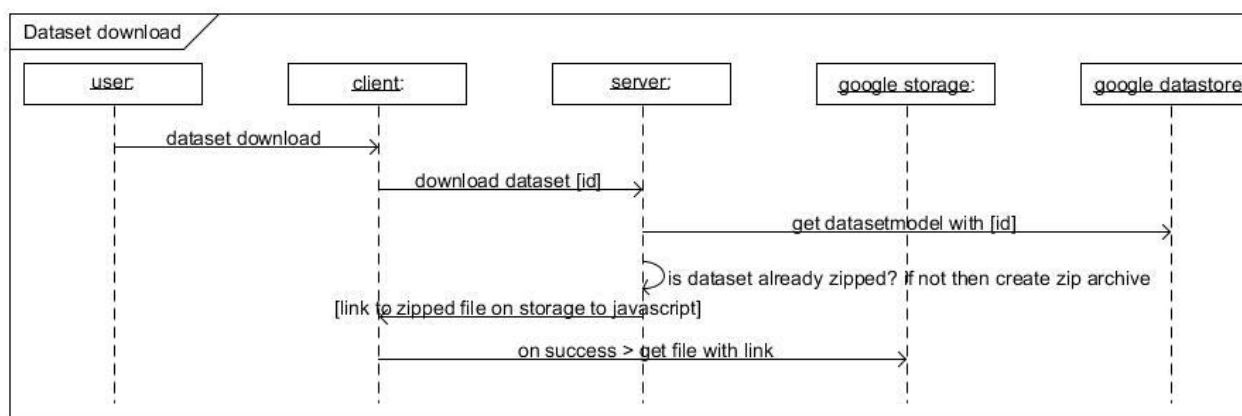 Dataset download
user:
client:
server:
google storage:
google datastore
dataset download
download dataset [id]
get datasetmodel with [id]
is dataset already zipped? if not then create zip archive
[link to zipped file on storage to javascript]
on success > get file with link